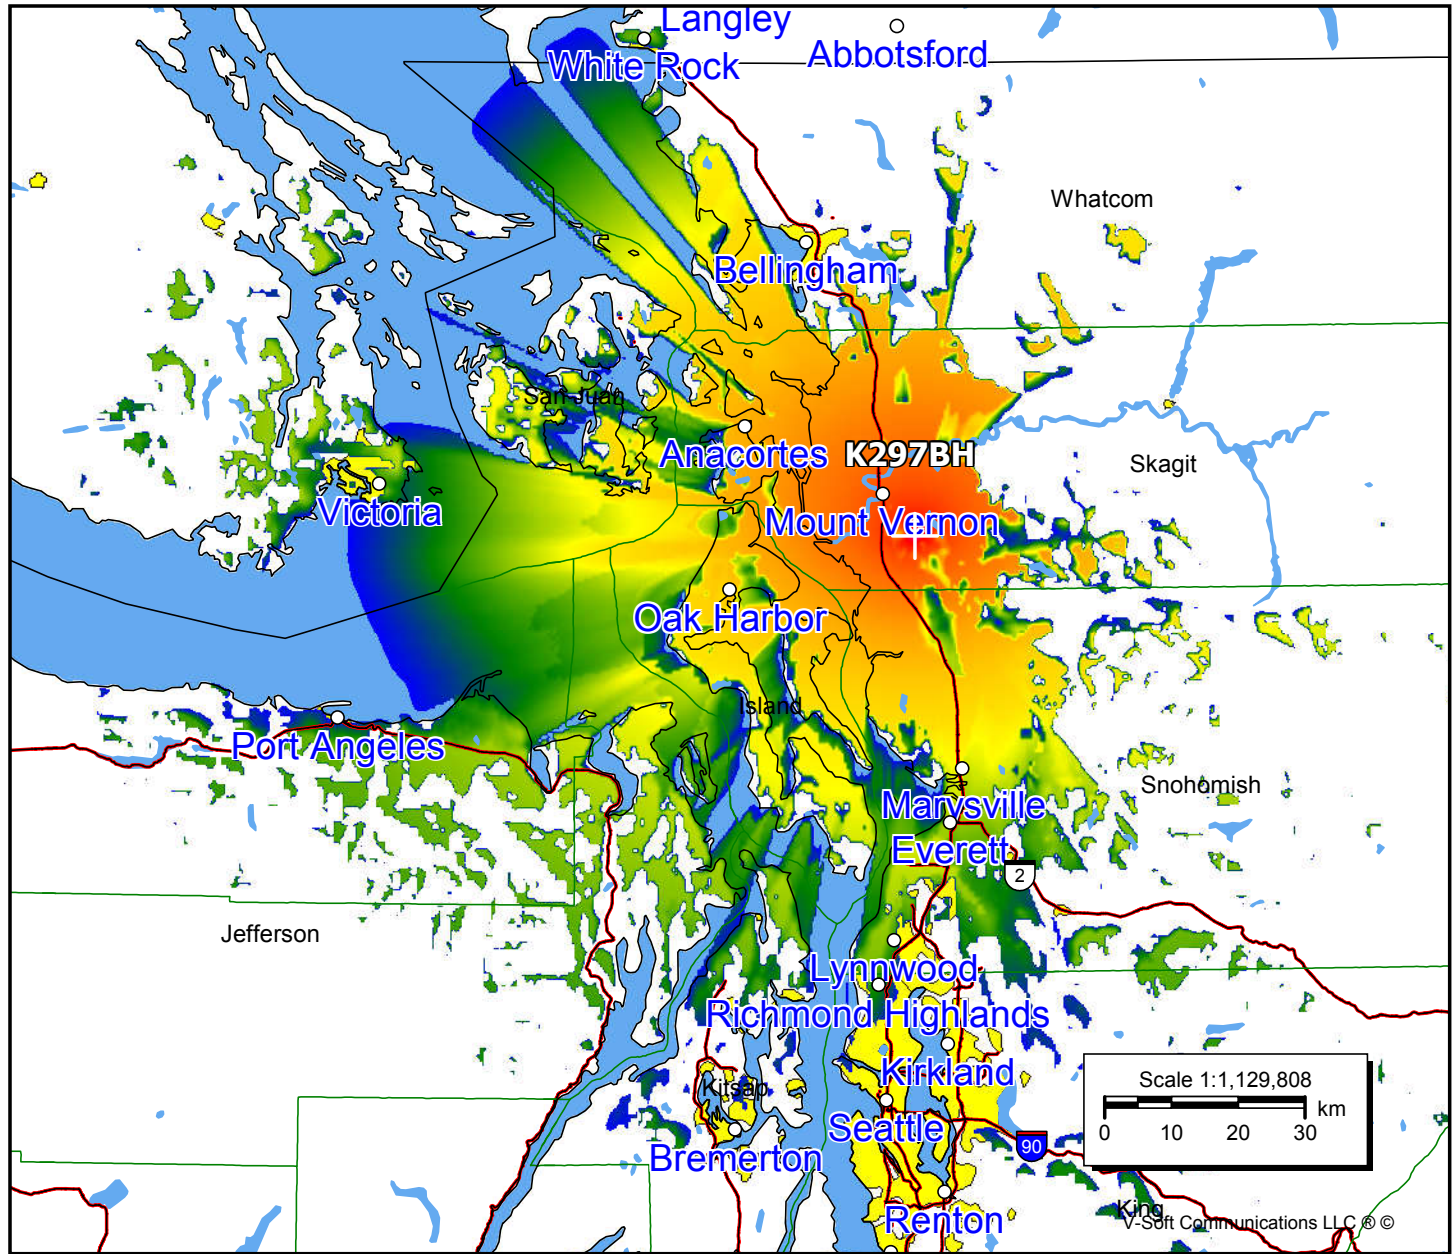 Langley
Abbotsford
White Rock
Whatcom
Bellingham
San Juan
Anacortes
K297BH
Skagit
Victoria
Mount Vernon
Oak Harbor
Island
Port Angeles
Snohomish
Marysville
Everett
2
Jefferson
Lynnwood
Richmond Highlands
Kirkland
Kitsap
Scale 1:1,129,808
km
0 10 20 30
Seattle
90
Bremerton
King
Renton
V-Soft Communications LLC ® ©